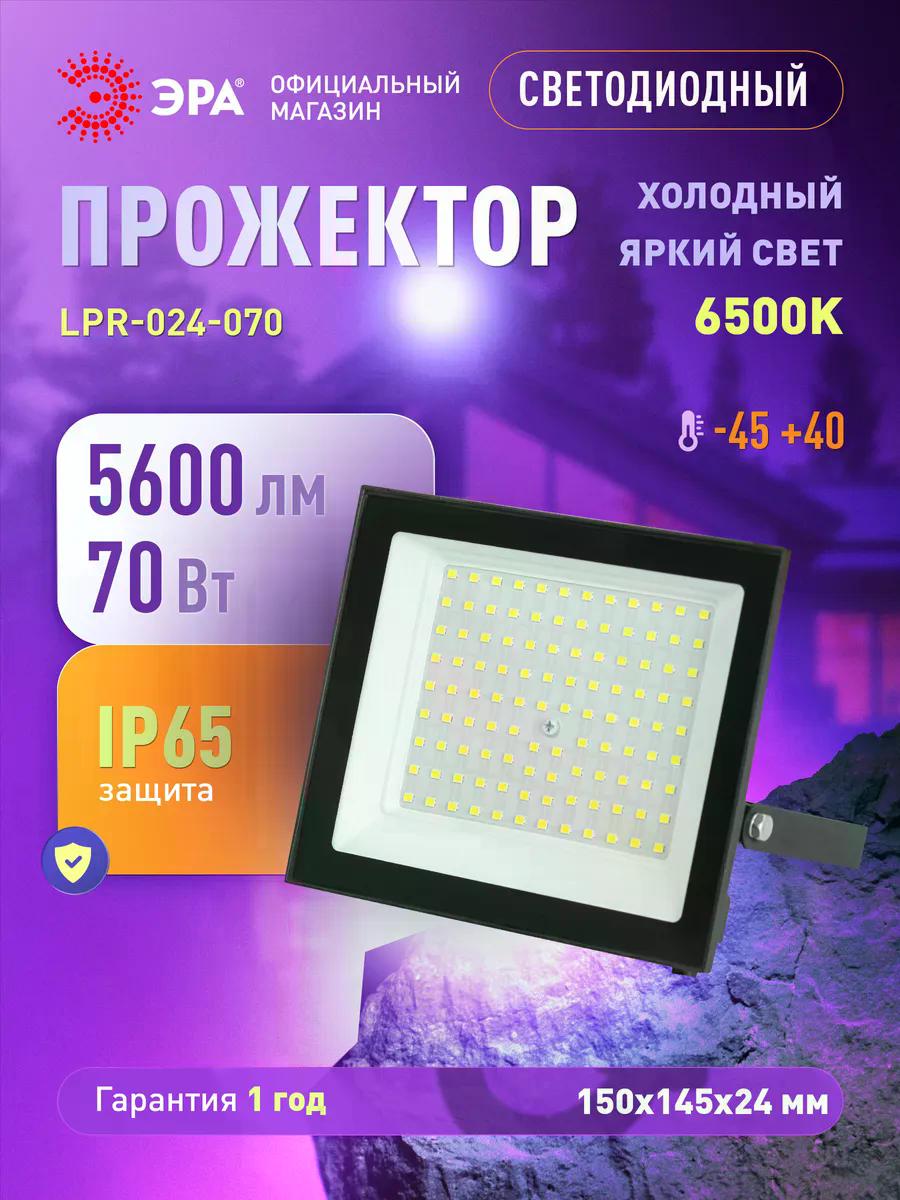 ЭРА®
ОФИЦИАЛЬНЫЙ
МАГАЗИН
СВЕТОДИОДНЫЙ
ПРОЖЕКТОР
LPR-024-070
ХОЛОДНЫЙ
ЯРКИЙ СВЕТ
6500K
-45 +40
5600 лм
70 Вт
IP65
защита
Гарантия 1 год
150x145x24 мм